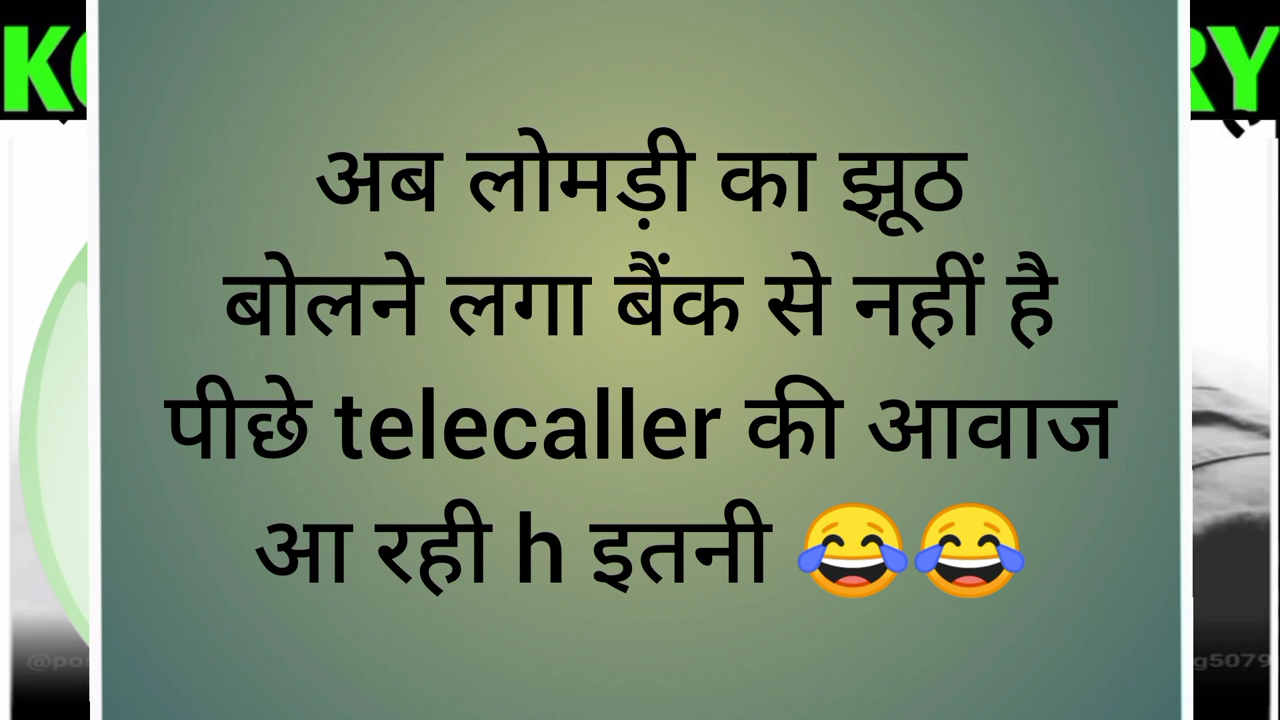 अब लोमड़ी का झूठ
बोलने लगा बैंक से नहीं है
पीछे telecaller की आवाज
आ रही h इतनी 😂😂